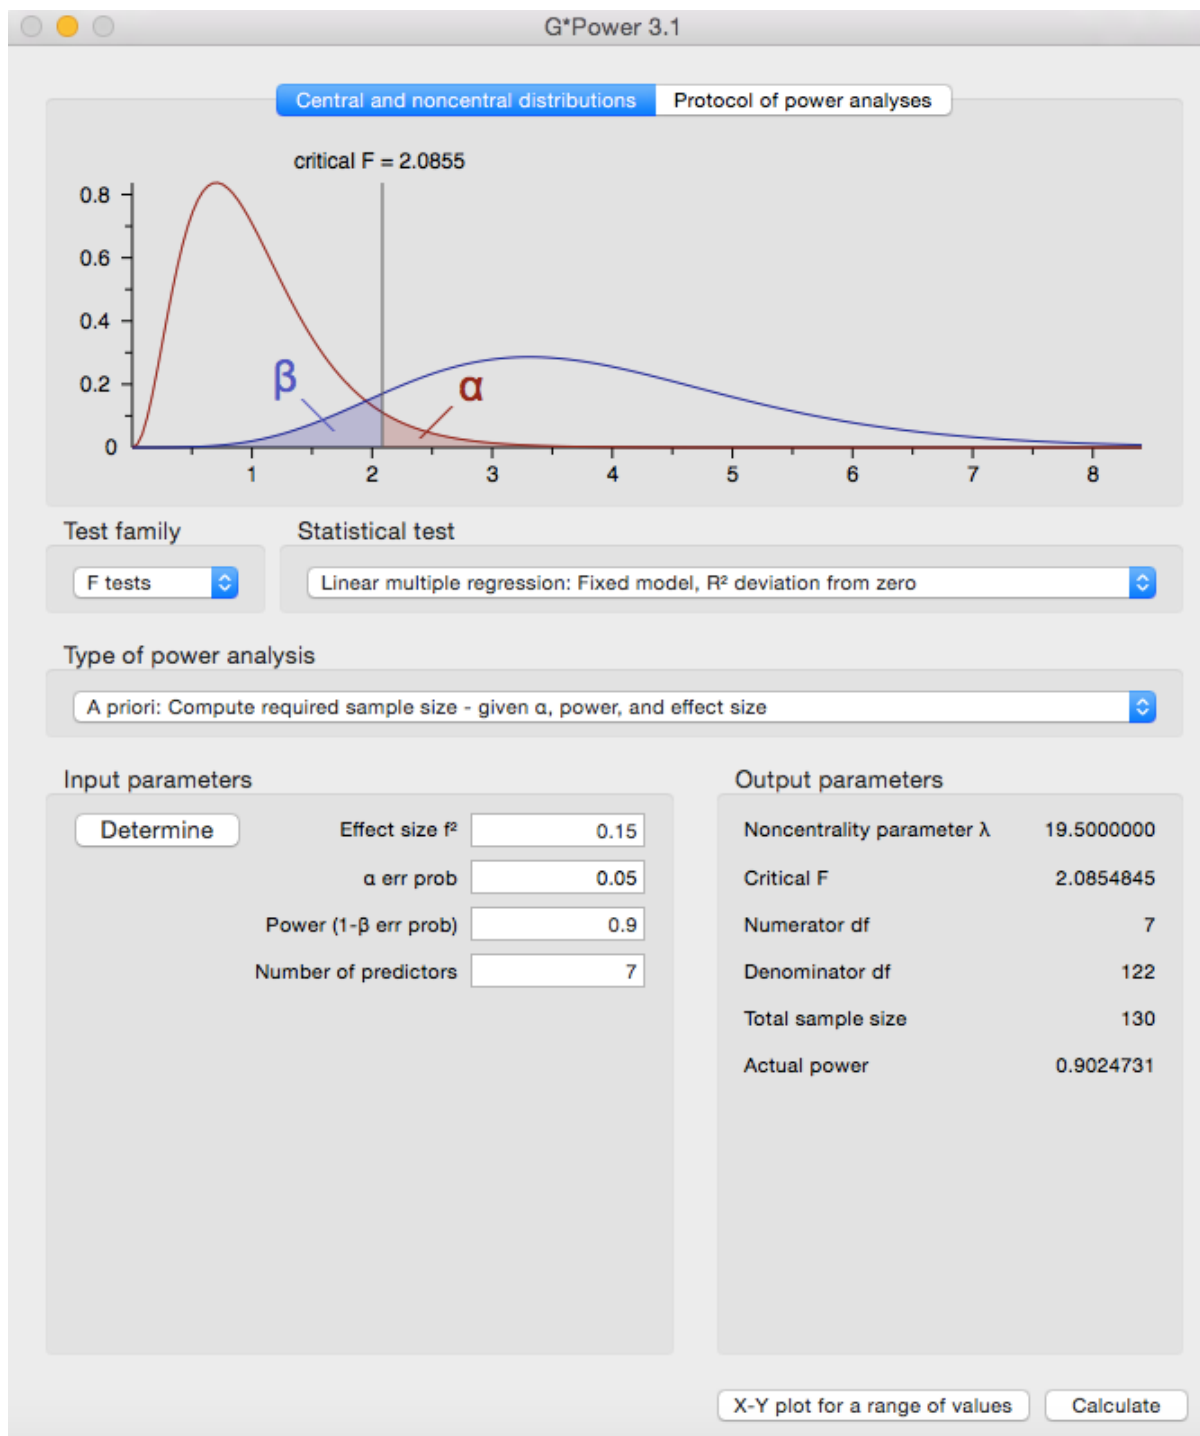 G*Power 3.1
Central and noncentral distributions Protocol of power analyses
critical F = 2.0855
0.8
0.6
0.4
0.2
0
β
α
1 2 3 4 5 6 7 8
Test family Statistical test
F tests Linear multiple regression: Fixed model, R² deviation from zero
Type of power analysis
A priori: Compute required sample size - given α, power, and effect size
Input parameters Output parameters
Determine Effect size f² 0.15 Noncentrality parameter λ 19.5000000
α err prob 0.05 Critical F 2.0854845
Power (1-β err prob) 0.9 Numerator df 7
Number of predictors 7 Denominator df 122
Total sample size 130
Actual power 0.9024731
X-Y plot for a range of values Calculate